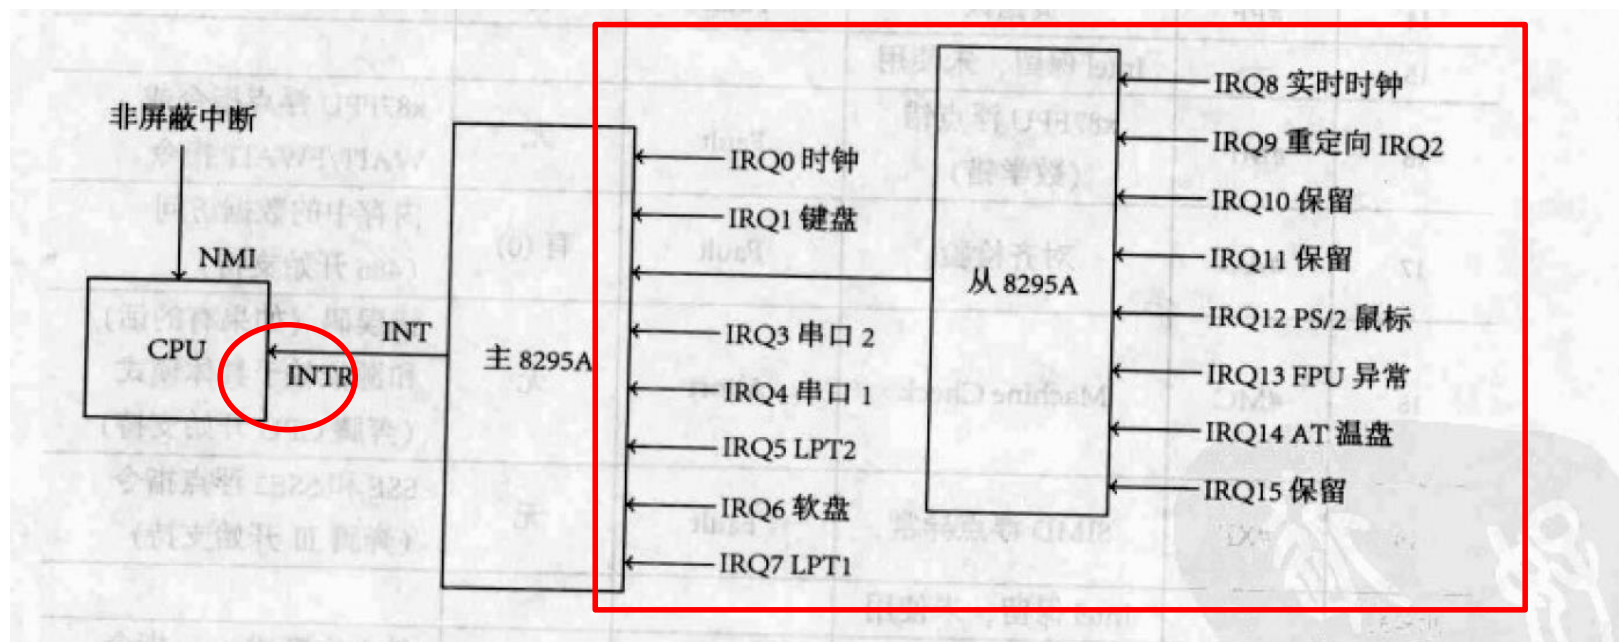 非屏蔽中断
NMI
CPU
INT
INTR
主 8295A
IRQ0 时钟
IRQ1 键盘
IRQ3 串口 2
IRQ4 串口 1
IRQ5 LPT2
IRQ6 软盘
IRQ7 LPT1
从 8295A
IRQ8 实时时钟
IRQ9 重定向 IRQ2
IRQ10 保留
IRQ11 保留
IRQ12 PS/2 鼠标
IRQ13 FPU 异常
IRQ14 AT 温盘
IRQ15 保留